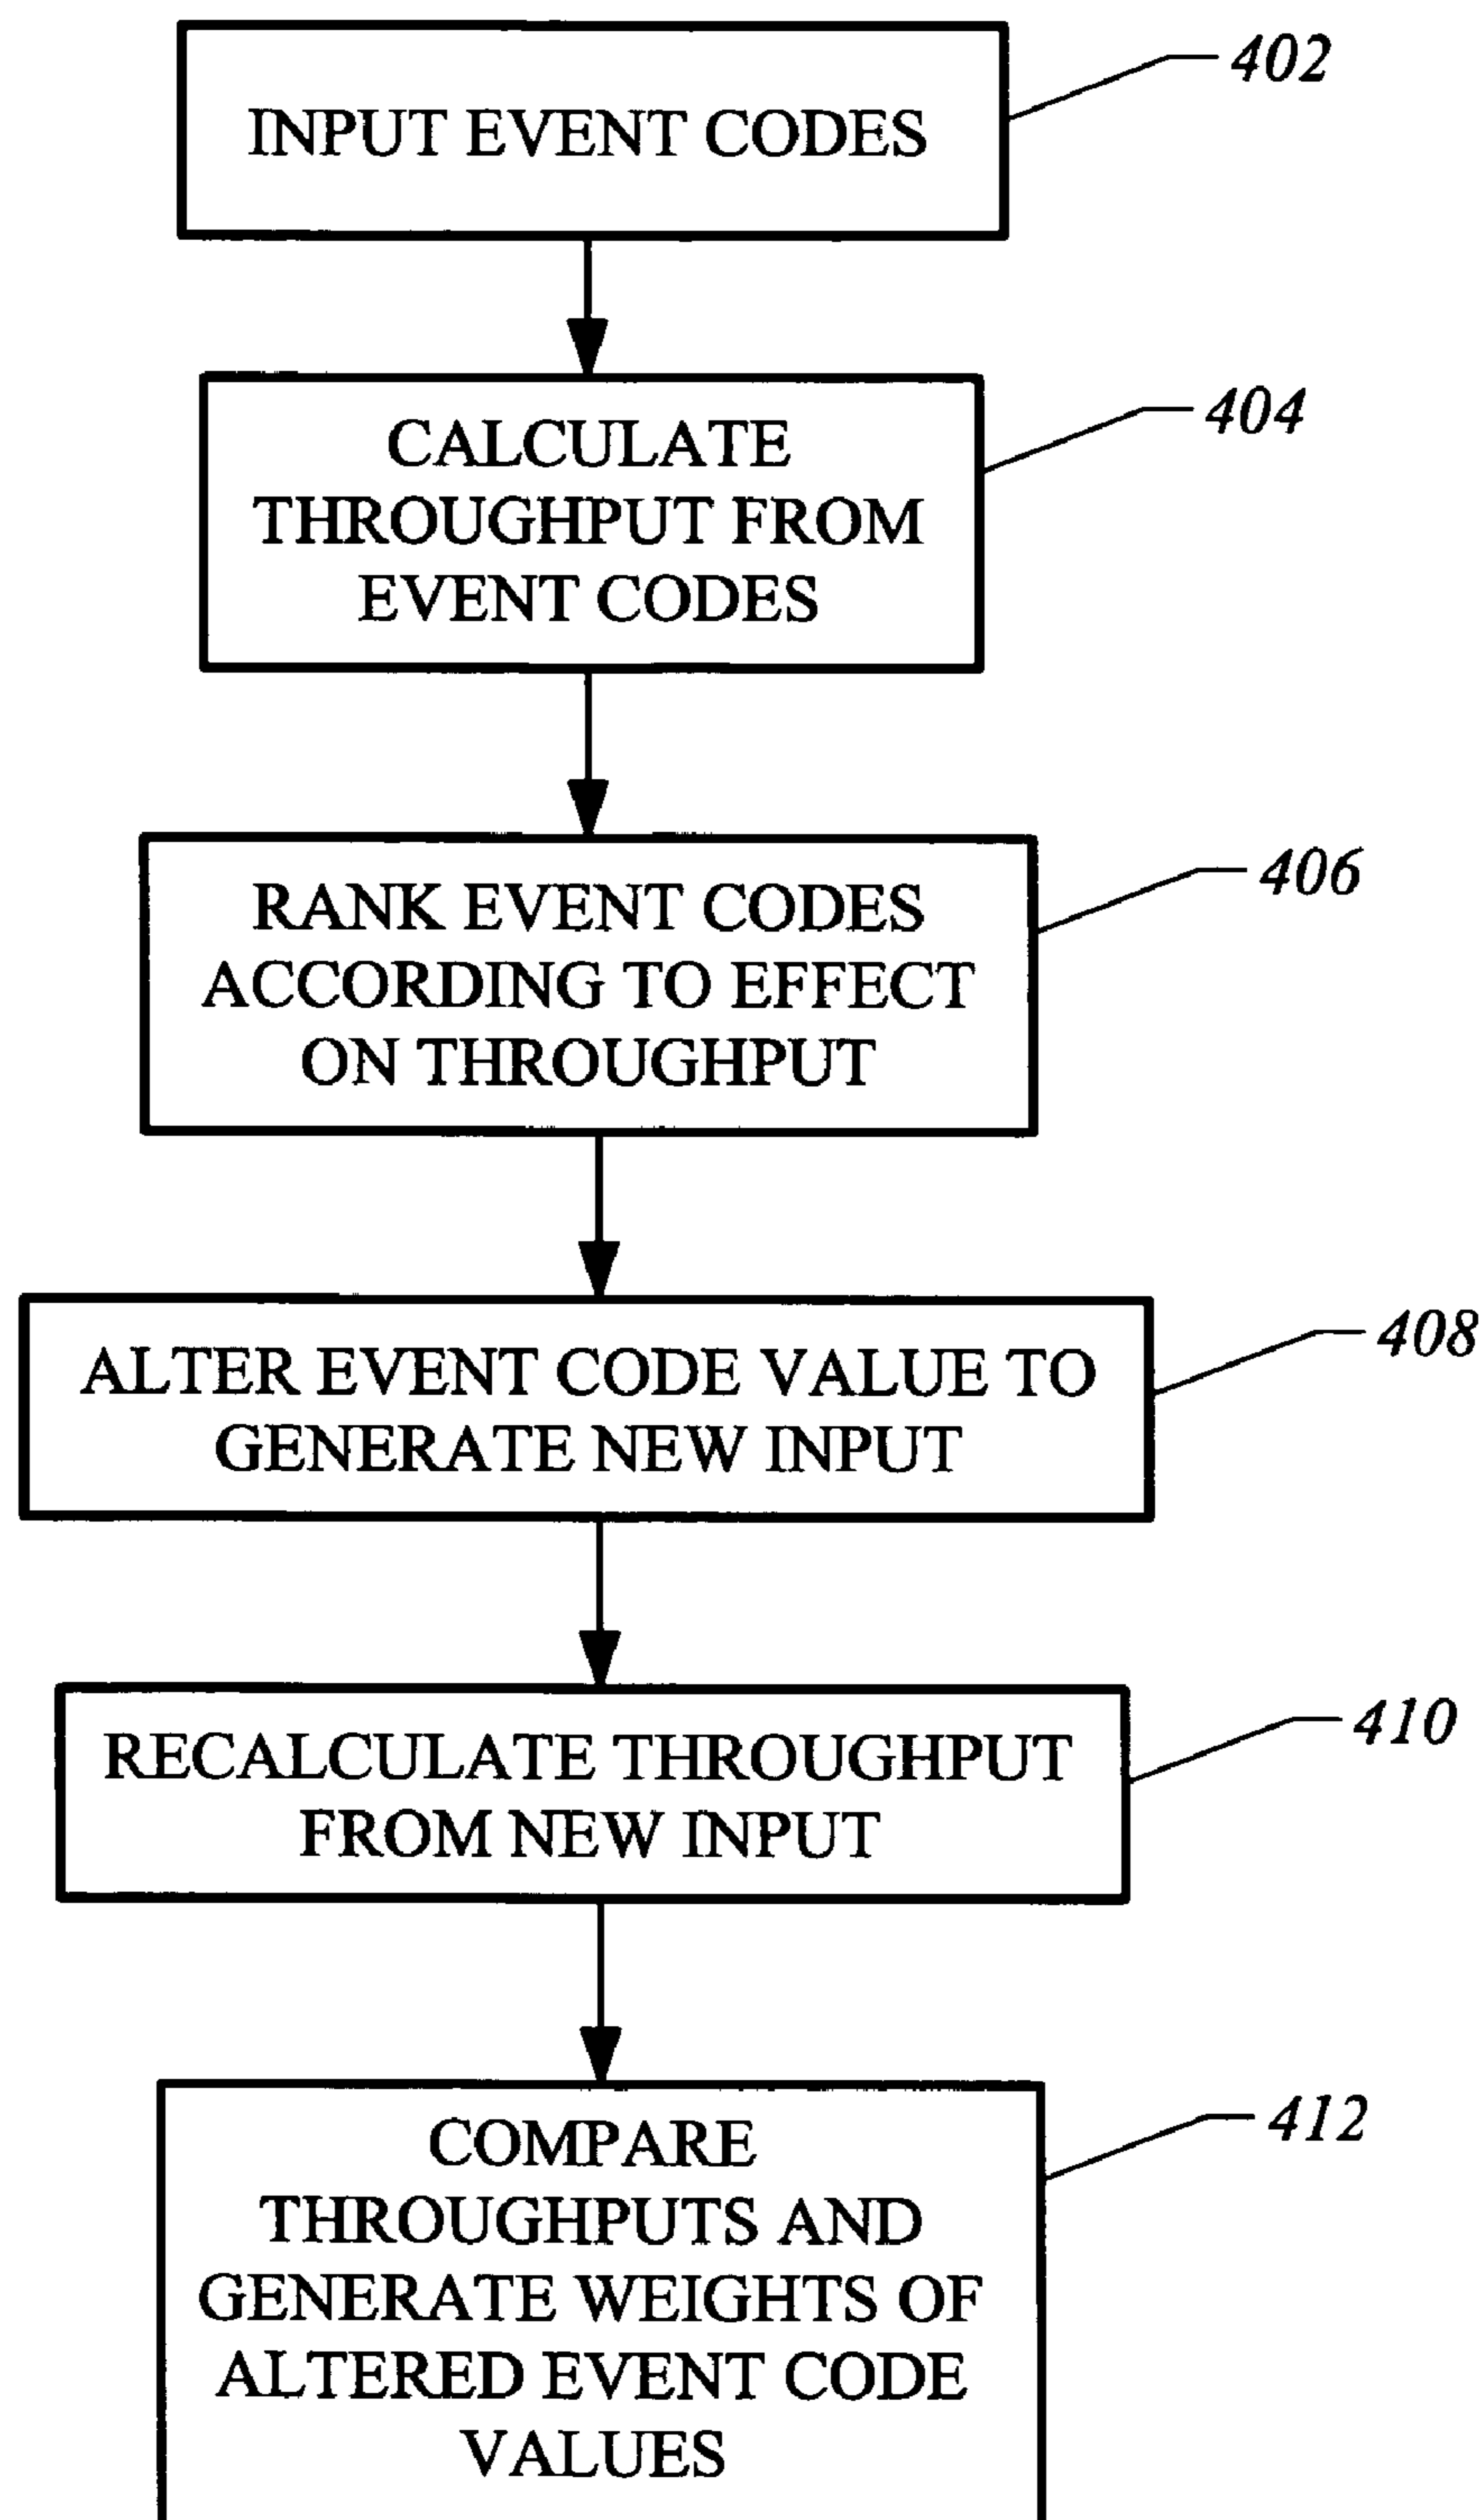 INPUT EVENT CODES
402
CALCULATE
THROUGHPUT FROM
EVENT CODES
404
RANK EVENT CODES
ACCORDING TO EFFECT
ON THROUGHPUT
406
ALTER EVENT CODE VALUE TO
GENERATE NEW INPUT
408
RECALCULATE THROUGHPUT
FROM NEW INPUT
410
COMPARE
THROUGHPUTS AND
GENERATE WEIGHTS OF
ALTERED EVENT CODE
VALUES
412